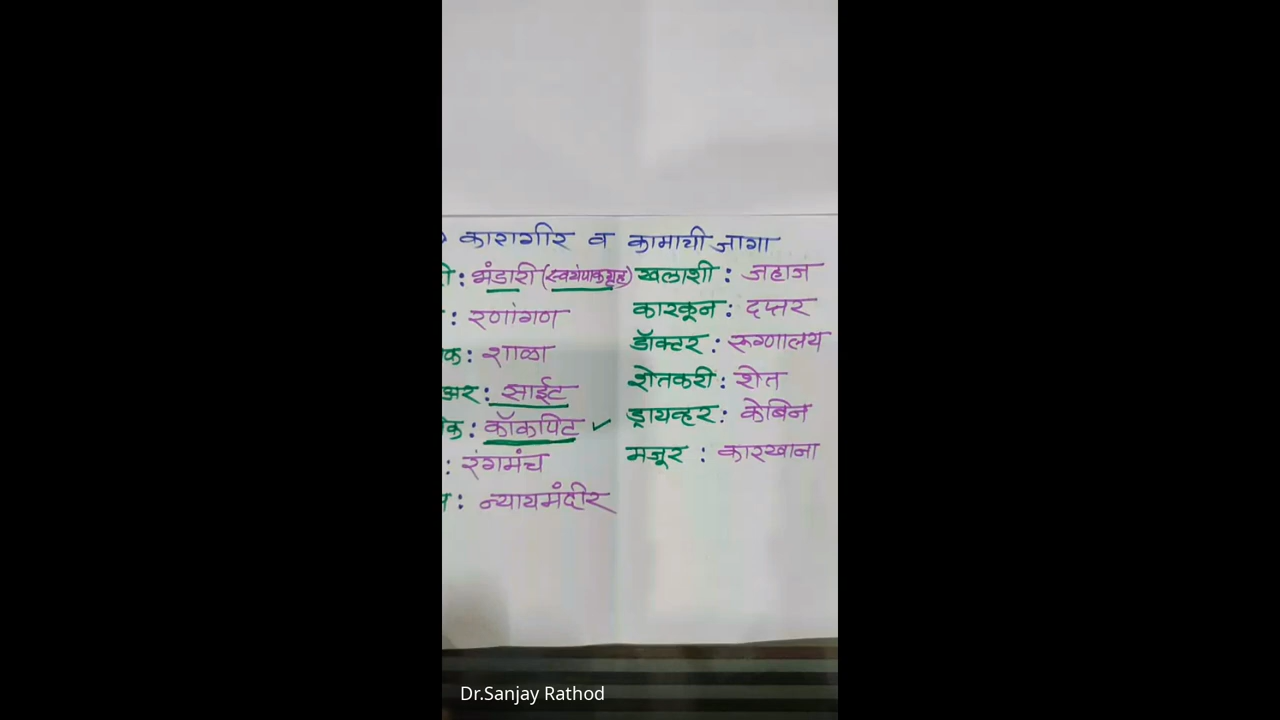 कारागीर व कामाची जागा
री : भंडारी (स्वयंपाकगृह) खलाशी : जहाज
: रणांगण कारकून : दप्तर
क : शाळा डॉक्टर : रुग्णालय
अर : साईट शेतकरी : शेत
क : कॉकपिट ✓ ड्रायव्हर : केबिन
: रंगमंच मजूर : कारखाना
: न्यायमंदीर
Dr.Sanjay Rathod